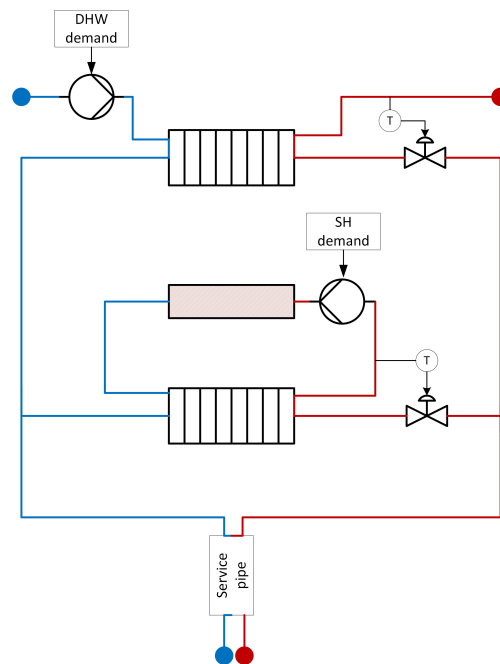 DHW
demand
T
SH
demand
T
Service
pipe